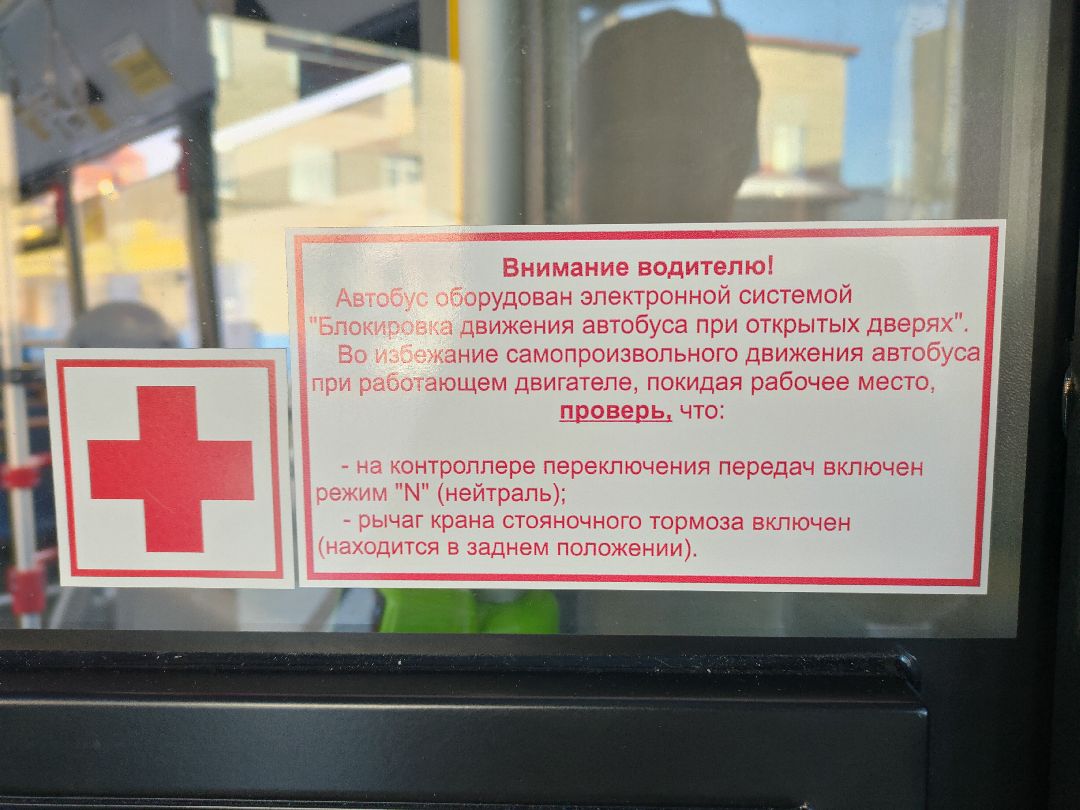 Внимание водителю!
Автобус оборудован электронной системой
"Блокировка движения автобуса при открытых дверях".
Во избежание самопроизвольного движения автобуса
при работающем двигателе, покидая рабочее место,
проверь, что:
- на контроллере переключения передач включен
режим "N" (нейтраль);
- рычаг крана стояночного тормоза включен
(находится в заднем положении).